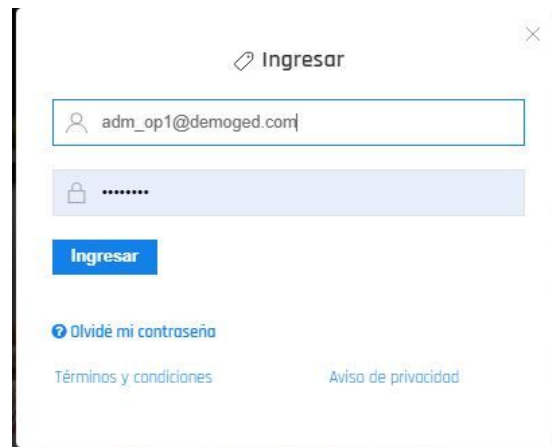 Ingresar
adm_op1@demoged.com
••••••••
Ingresar
Olvidé mi contraseña
Términos y condiciones
Aviso de privacidad